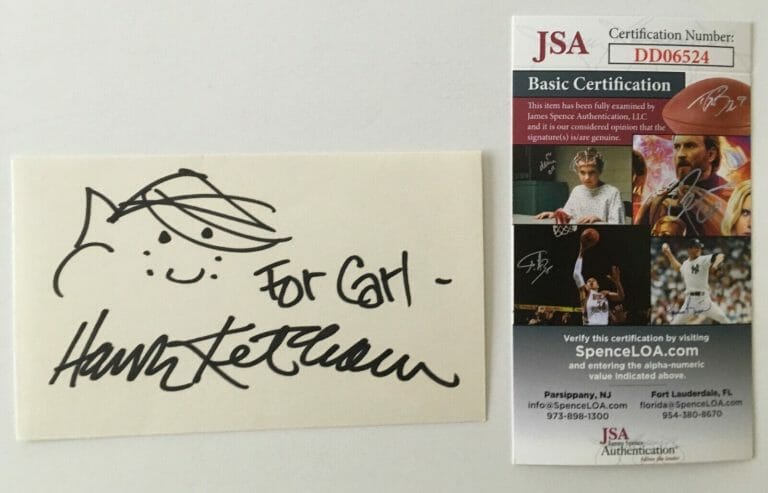 For Carl -
Hank Ketcham
JSA
Certification Number:
DD06524
Basic Certification
This item has been fully examined by
James Spence Authentication, LLC
and it is our considered opinion that the
signature(s) is/are genuine.
Verify this certification by visiting
SpenceLOA.com
and entering the alpha-numeric
value indicated above.
Parsippany, NJ
info@SpenceLOA.com
973-898-1300
Fort Lauderdale, FL
florida@SpenceLOA.com
954-380-8670
JSA
James Spence
Authentication